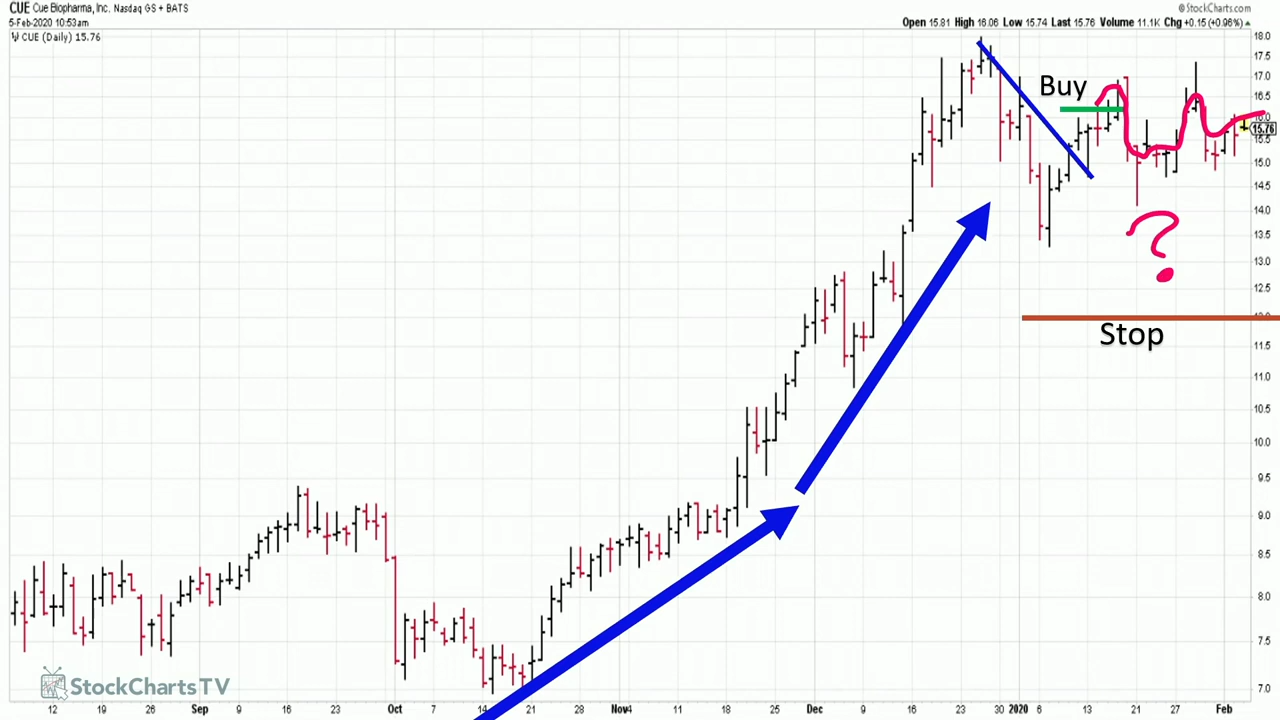 CUE Cue Biopharma, Inc. Nasdaq GS + BATS
© StockCharts.com
5-Feb-2020 10:53am
Open 15.81 High 16.06 Low 15.74 Last 15.76 Volume 11.1K Chg +0.15 (+0.96%)
CUE (Daily) 15.76
18.0
17.5
17.0
16.5
16.0
15.76
15.5
15.0
14.5
14.0
13.5
13.0
12.5
12.0
11.5
11.0
10.5
10.0
9.5
9.0
8.5
8.0
7.5
7.0
Buy
?
Stop
StockChartsTV
12 19 26 Sep 9 16 23 Oct 7 14 21 28 Nov4 11 18 25 Dec 9 16 23 30 2020 6 13 21 27 Feb